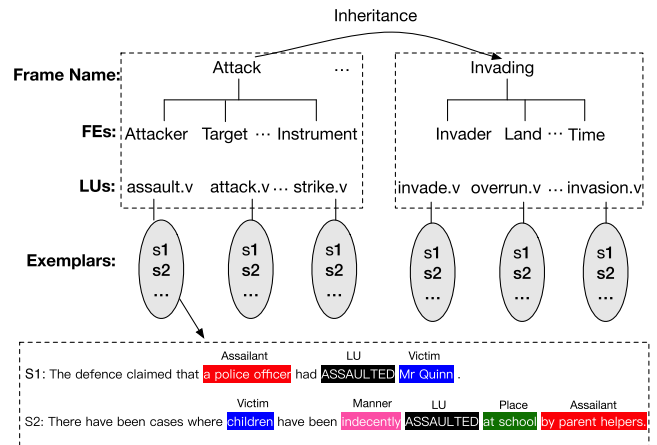 Inheritance
Frame Name: Attack ... Invading
FEs: Attacker Target ... Instrument Invader Land ... Time
LUs: assault.v attack.v ... strike.v invade.v overrun.v ... invasion.v
Exemplars: s1 s1 s1 s1 s1 s1
s2 s2 s2 s2 s2 s2
... ... ... ... ... ...
Assailant LU Victim
S1: The defence claimed that a police officer had ASSAULTED Mr Quinn .
Victim Manner LU Place Assailant
S2: There have been cases where children have been indecently ASSAULTED at school by parent helpers.